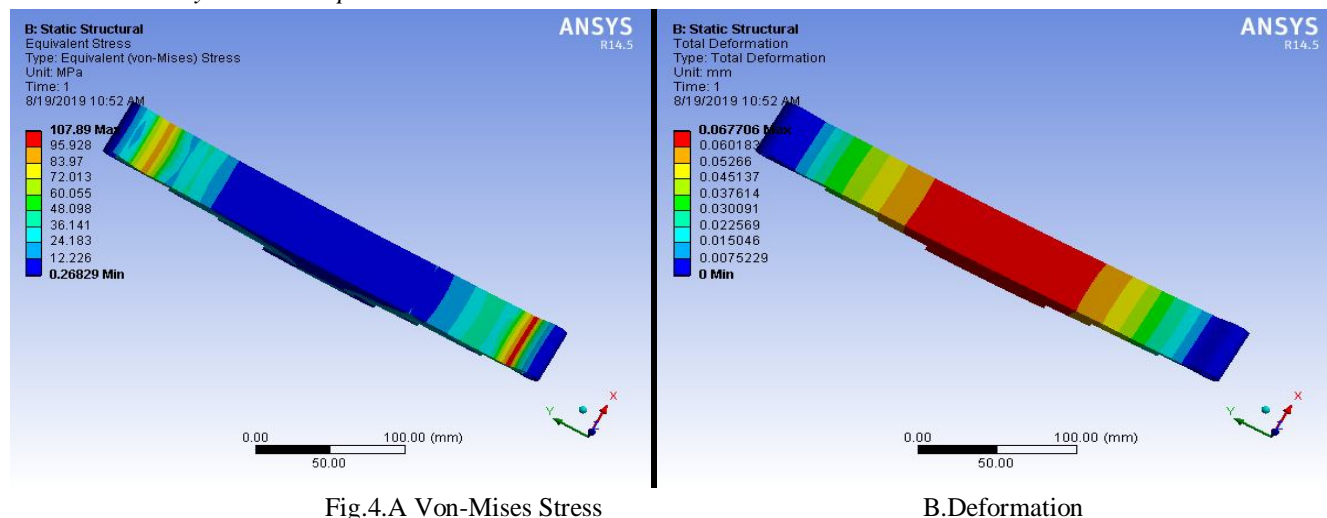 B: Static Structural
Equivalent Stress
Type: Equivalent (von-Mises) Stress
Unit: MPa
Time: 1
8/19/2019 10:52 AM
ANSYS
R14.5
107.89 Max
95.928
83.97
72.013
60.055
48.098
36.141
24.183
12.226
0.26829 Min
Y
X
0.00
100.00 (mm)
50.00
B: Static Structural
Total Deformation
Type: Total Deformation
Unit: mm
Time: 1
8/19/2019 10:52 AM
ANSYS
R14.5
0.067706 Max
0.060183
0.05266
0.045137
0.037614
0.030091
0.022569
0.015046
0.0075229
0 Min
Y
X
0.00
100.00 (mm)
50.00
Fig.4.A Von-Mises Stress
B.Deformation